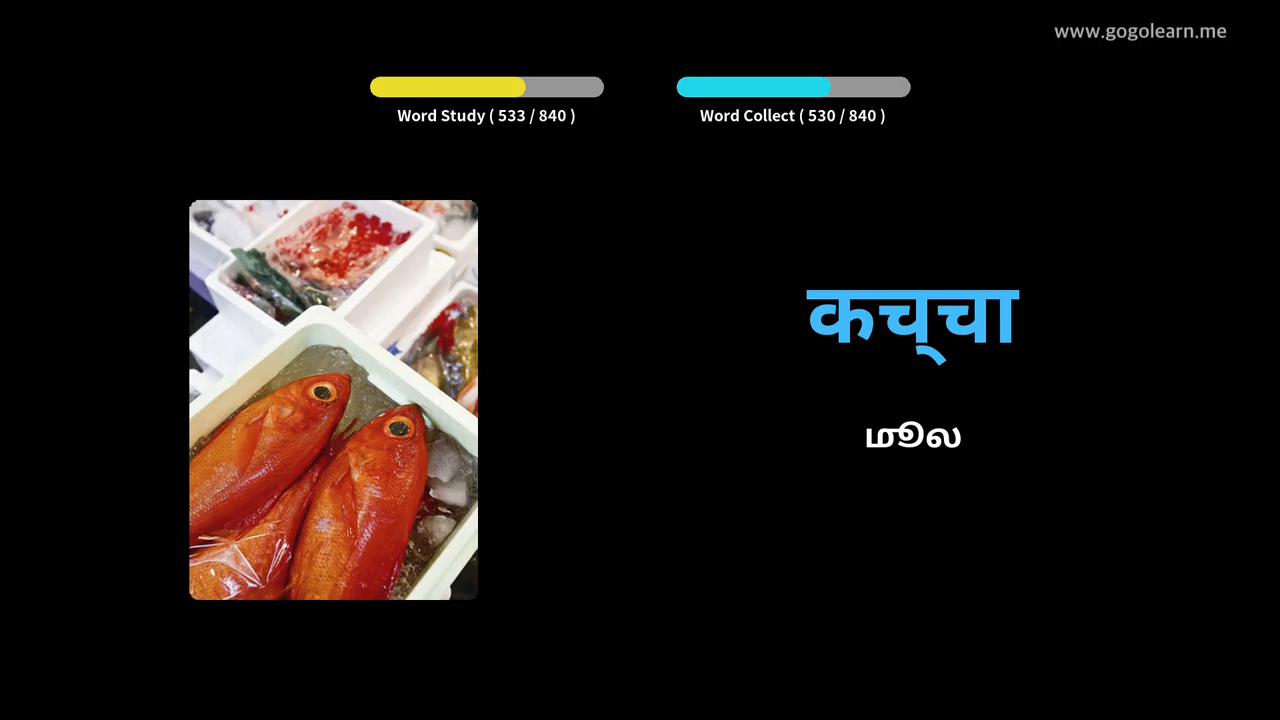 www.gogolearn.me
Word Study ( 533 / 840 )
Word Collect ( 530 / 840 )
कच्‍चा
மூல